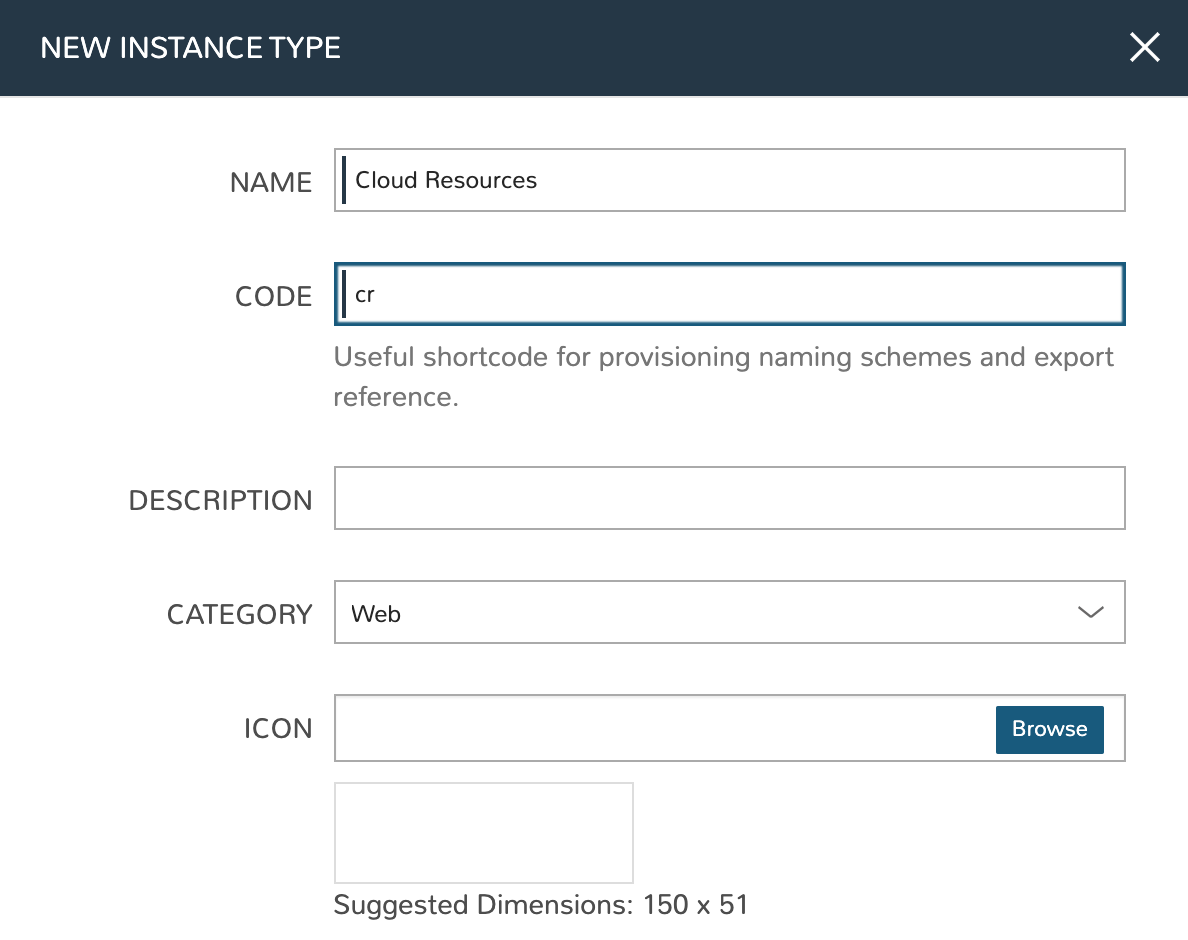 NEW INSTANCE TYPE
NAME
Cloud Resources
CODE
cr
Useful shortcode for provisioning naming schemes and export
reference.
DESCRIPTION
CATEGORY
Web
ICON
Browse
Suggested Dimensions: 150 x 51